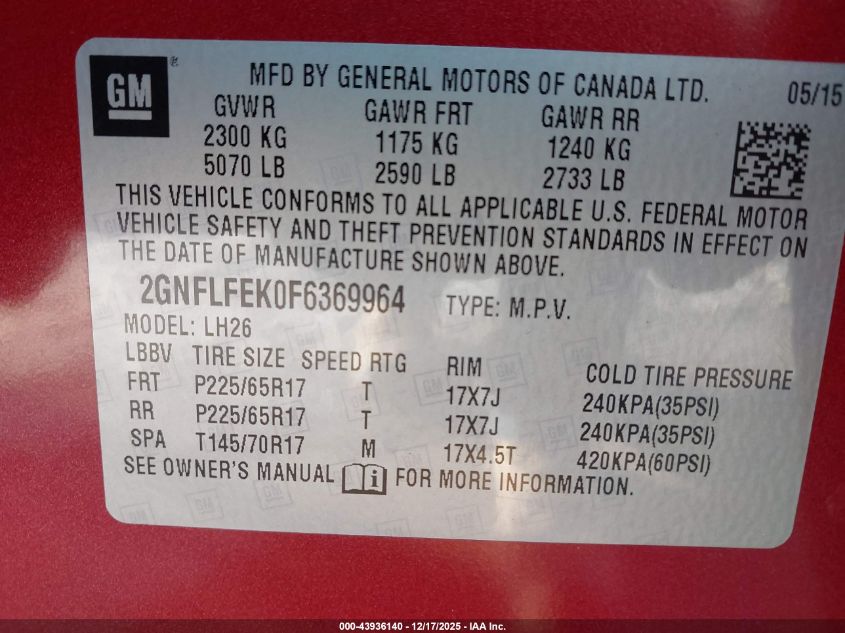 GM
MFD BY GENERAL MOTORS OF CANADA LTD. 05/15
GVWR GAWR FRT GAWR RR
2300 KG 1175 KG 1240 KG
5070 LB 2590 LB 2733 LB
THIS VEHICLE CONFORMS TO ALL APPLICABLE U.S. FEDERAL MOTOR
VEHICLE SAFETY AND THEFT PREVENTION STANDARDS IN EFFECT ON
THE DATE OF MANUFACTURE SHOWN ABOVE.
2GNFLFEK0F6369964 TYPE: M.P.V.
MODEL: LH26
LBBV TIRE SIZE SPEED RTG RIM COLD TIRE PRESSURE
FRT P225/65R17 T 17X7J 240KPA(35PSI)
RR P225/65R17 T 17X7J 240KPA(35PSI)
SPA T145/70R17 M 17X4.5T 420KPA(60PSI)
SEE OWNER'S MANUAL i FOR MORE INFORMATION.
000-43936140 - 12/17/2025 - IAA Inc.